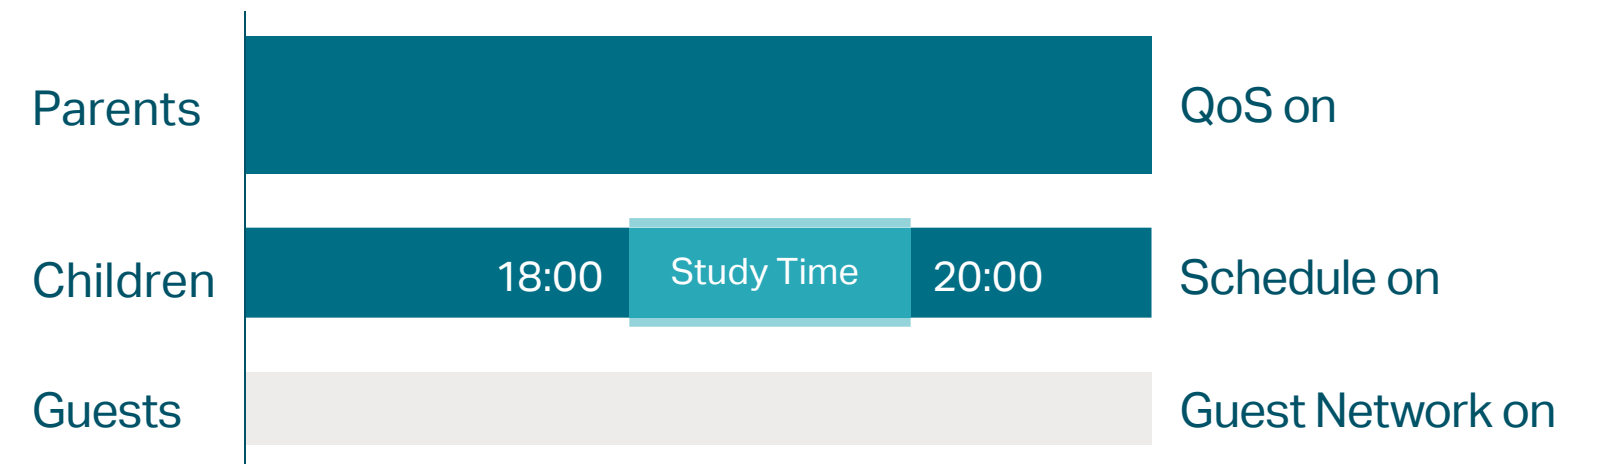 Parents
QoS on
Children
18:00
Study Time
20:00
Schedule on
Guests
Guest Network on